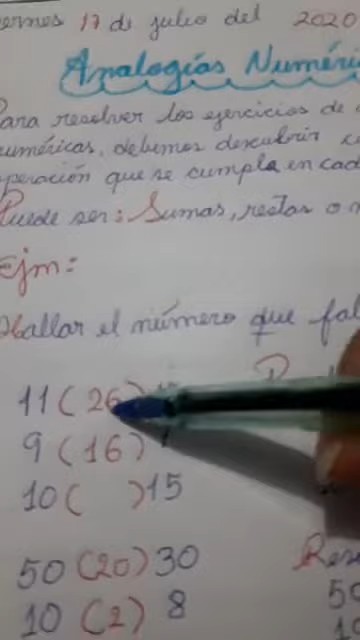 17 de julio del 2020
Analogías Numéri
Para resolver los ejercicios de
numéricas, debemos descubrir
operación que se cumpla en cad
Puede ser: Sumas, restas o
Ejm:
Hallar el número que fal
11 (26)
9 (16)
10 ( ) 15
50 (20) 30
10 (2) 8